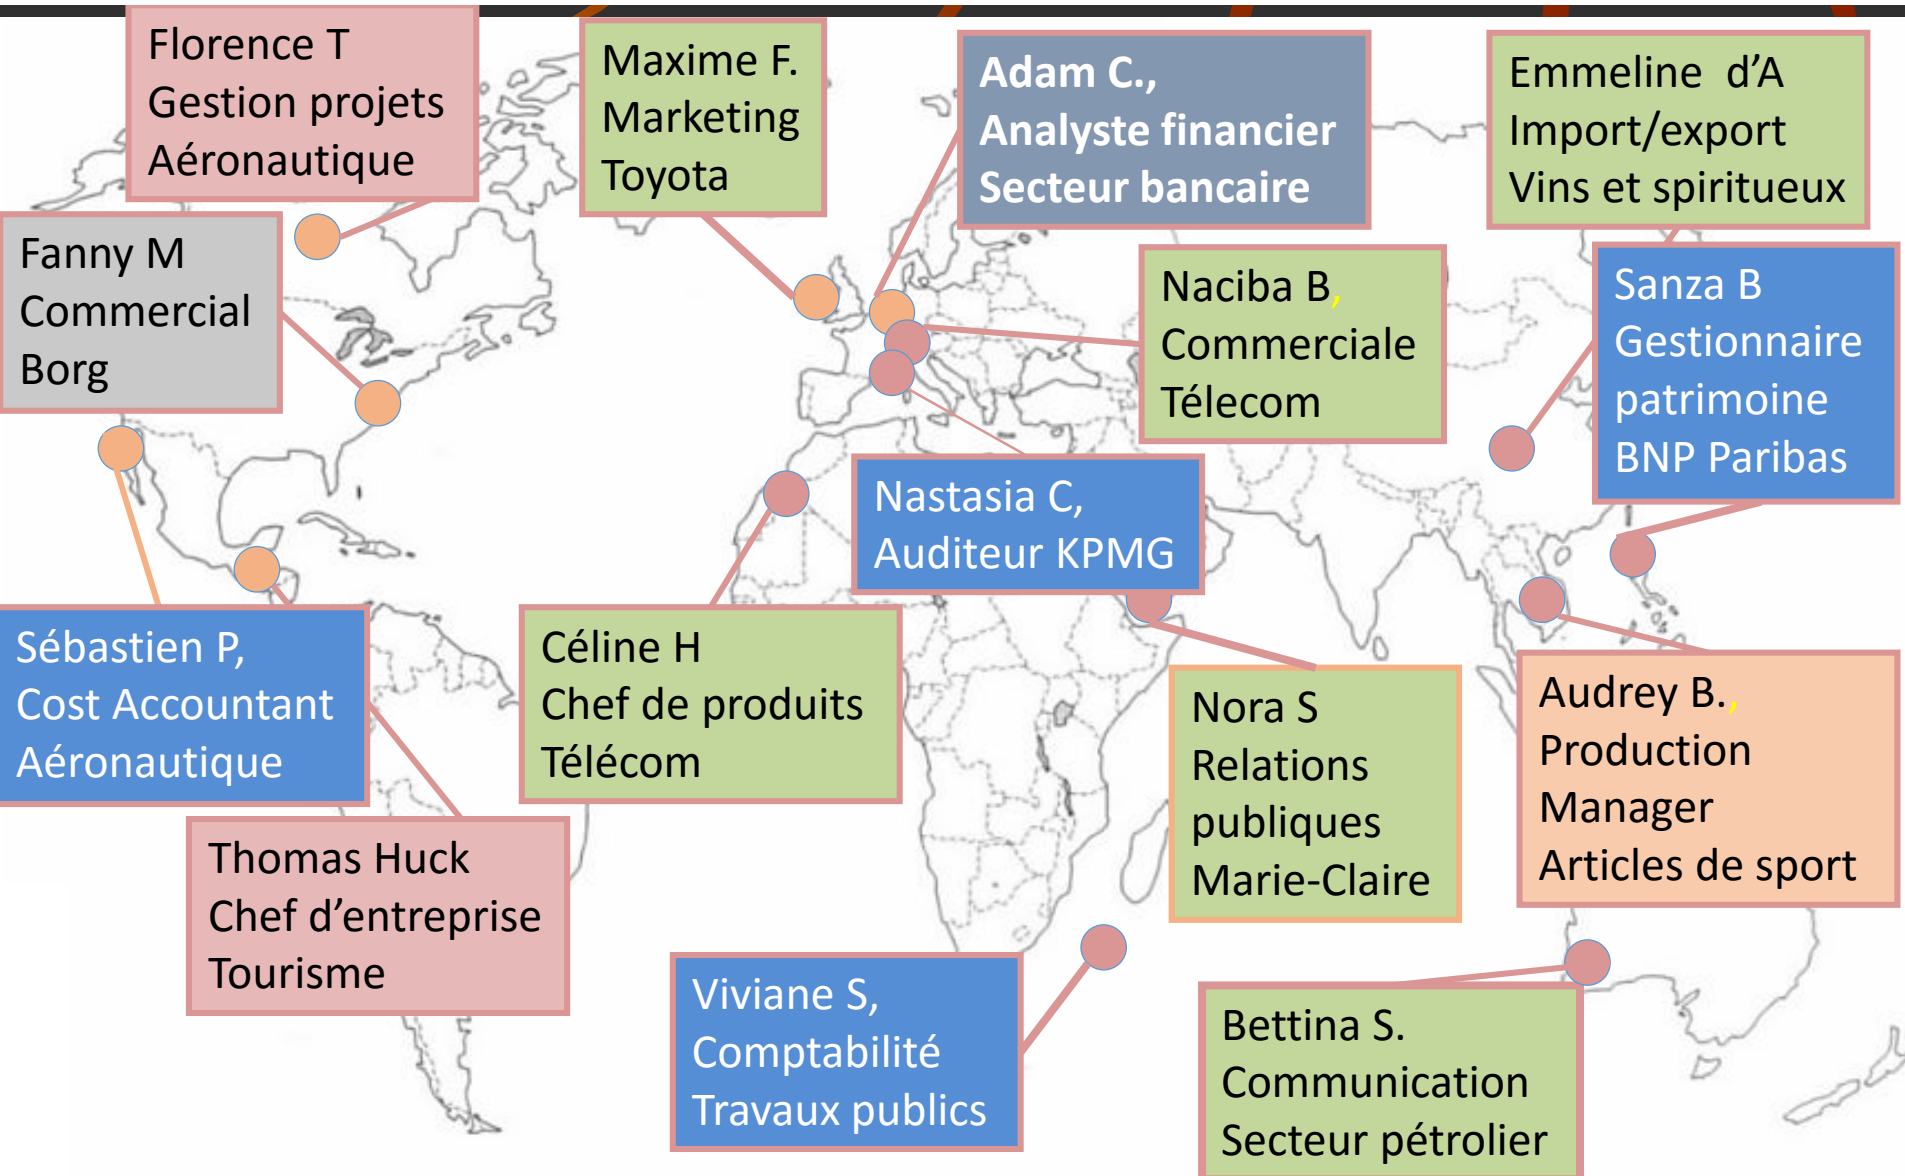 Florence T
Gestion projets
Aéronautique
Maxime F.
Marketing
Toyota
Adam C.,
Analyste financier
Secteur bancaire
Emmeline  d’A
Import/export
Vins et spiritueux
Fanny M
Commercial
Borg
Naciba B,
Commerciale
Télecom
Sanza B
Gestionnaire
patrimoine
BNP Paribas
Nastasia C,
Auditeur KPMG
Sébastien P,
Cost Accountant
Aéronautique
Céline H
Chef de produits
Télécom
Nora S
Relations
publiques
Marie-Claire
Audrey B.,
Production
Manager
Articles de sport
Thomas Huck
Chef d’entreprise
Tourisme
Viviane S,
Comptabilité
Travaux publics
Bettina S.
Communication
Secteur pétrolier